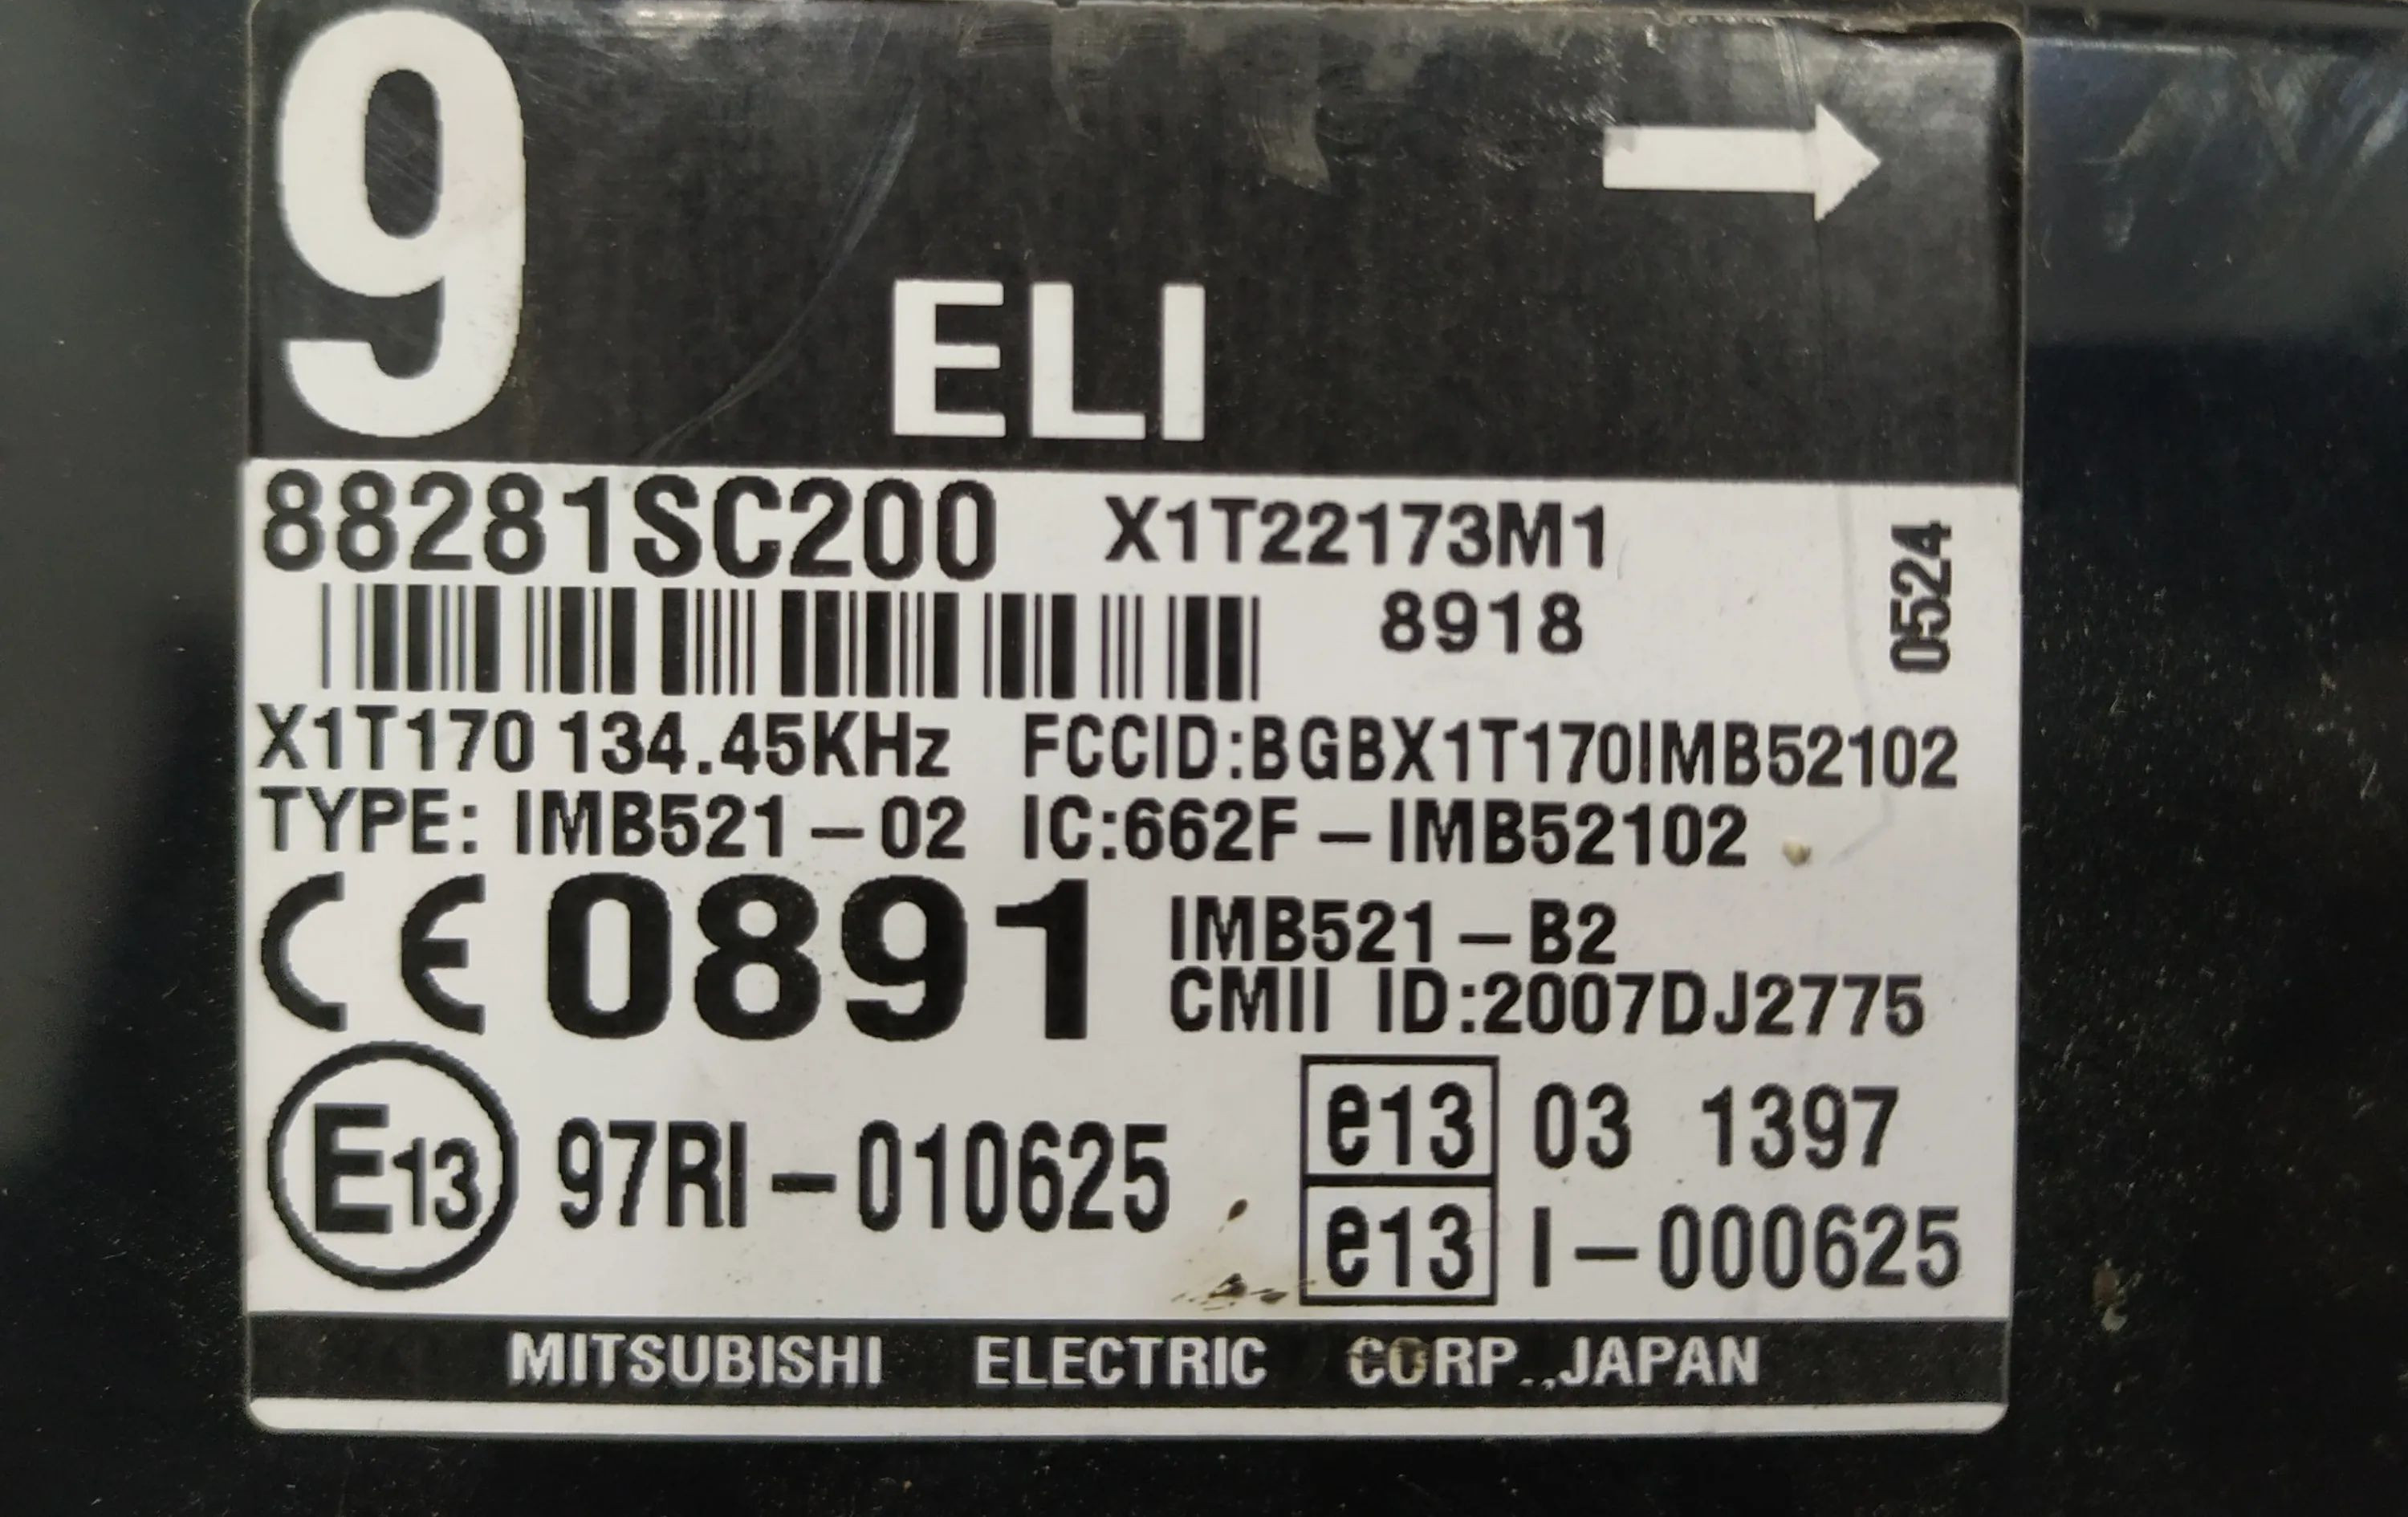 9
ELI
88281SC200 X1T22173M1
8918
0524
X1T170 134.45KHz FCCID:BGBX1T170IMB52102
TYPE: IMB521-02 IC:662F-IMB52102
CE 0891 IMB521-B2
CMII ID:2007DJ2775
E13 97RI-010625 e13 03 1397
e13 I-000625
MITSUBISHI ELECTRIC CORP.,JAPAN